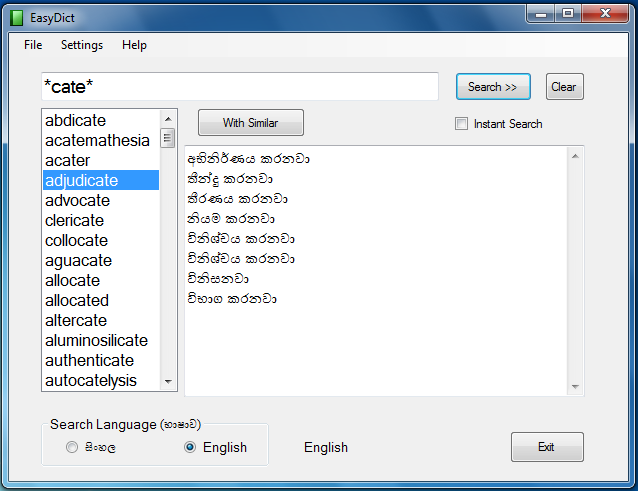 EasyDict
File Settings Help
*cate*
Search >>
Clear
With Similar
Instant Search
abdicate
acatemathesia
acater
adjudicate
advocate
clericate
collocate
aguacate
allocate
allocated
altercate
aluminosilicate
authenticate
autocatelysis
අභිනිර්ණය කරනවා
තීන්දු කරනවා
තීරණය කරනවා
නියම කරනවා
විනිශ්චය කරනවා
විනිශ්චය කරනවා
විනිසනවා
විභාග කරනවා
Search Language (භාෂාව)
සිංහල
English
English
Exit